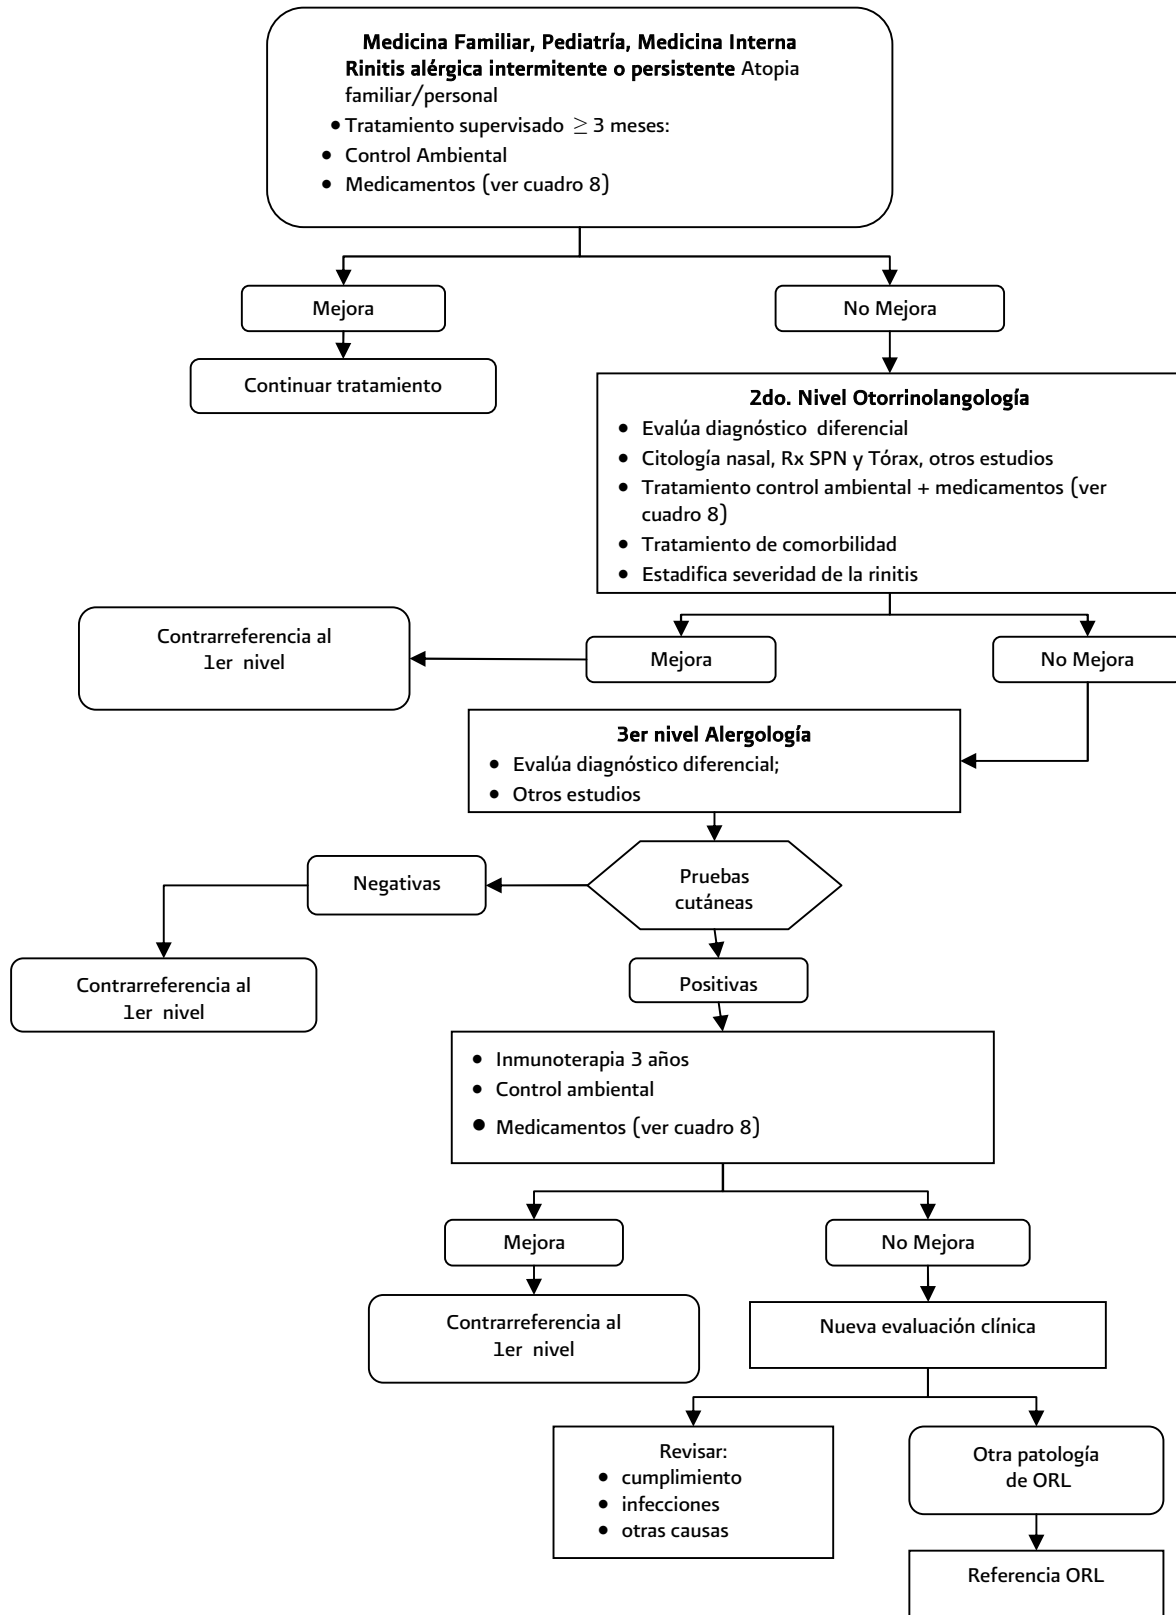 Medicina Familiar, Pediatría, Medicina Interna
Rinitis alérgica intermitente o persistente Atopia
familiar/personal
• Tratamiento supervisado ≥ 3 meses:
• Control Ambiental
• Medicamentos (ver cuadro 8)
Mejora
No Mejora
Continuar tratamiento
2do. Nivel Otorrinolangología
• Evalúa diagnóstico diferencial
• Citología nasal, Rx SPN y Tórax, otros estudios
• Tratamiento control ambiental + medicamentos (ver
cuadro 8)
• Tratamiento de comorbilidad
• Estadifica severidad de la rinitis
Contrarreferencia al
1er nivel
Mejora
No Mejora
3er nivel Alergología
• Evalúa diagnóstico diferencial;
• Otros estudios
Negativas
Pruebas
cutáneas
Contrarreferencia al
1er nivel
Positivas
• Inmunoterapia 3 años
• Control ambiental
• Medicamentos (ver cuadro 8)
Mejora
No Mejora
Contrarreferencia al
1er nivel
Nueva evaluación clínica
Revisar:
• cumplimiento
• infecciones
• otras causas
Otra patología
de ORL
Referencia ORL